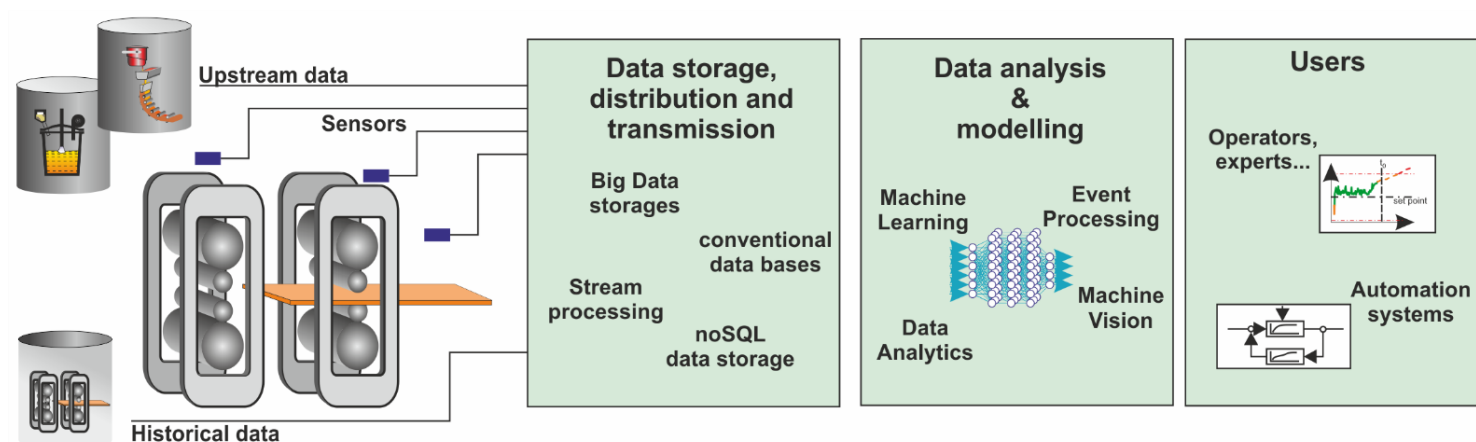 Upstream data
Sensors
Historical data
Data storage,
distribution and
transmission
Big Data
storages
conventional
data bases
Stream
processing
noSQL
data storage
Data analysis
&
modelling
Machine
Learning
Event
Processing
Machine
Vision
Data
Analytics
Users
Operators,
experts...
t₀
set point
Automation
systems